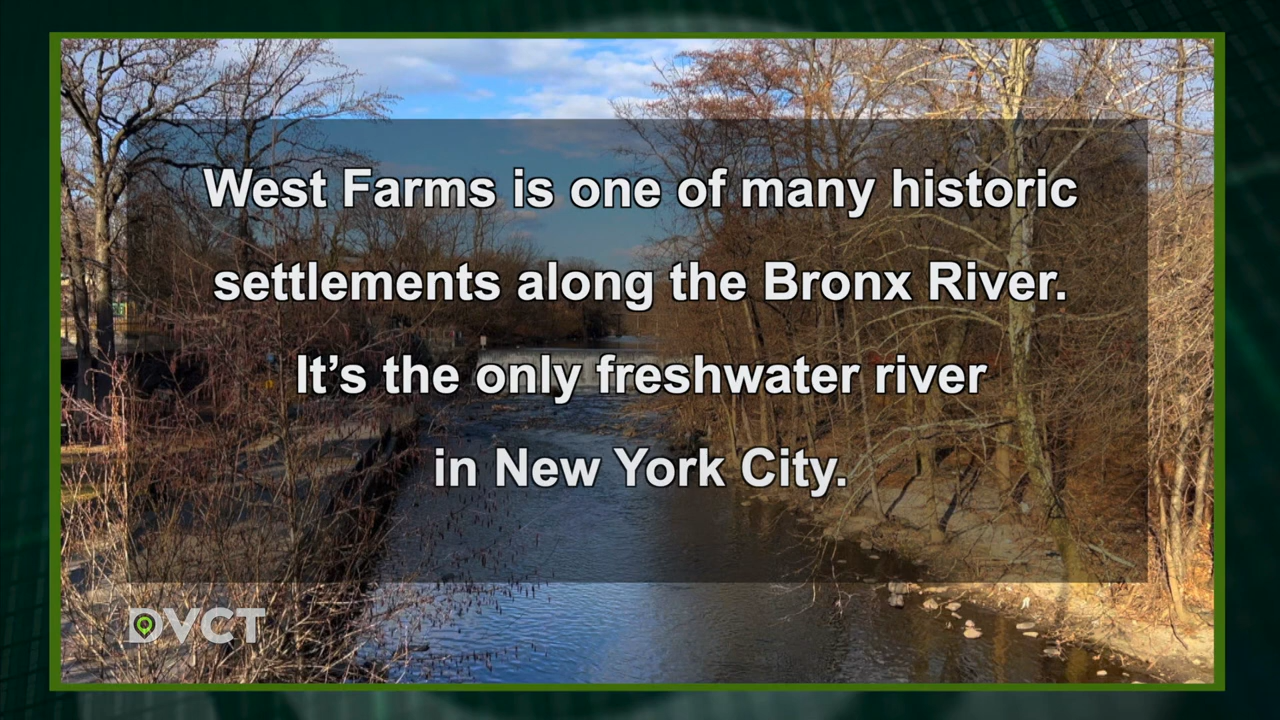 West Farms is one of many historic
settlements along the Bronx River.
It’s the only freshwater river
in New York City.
DVCT